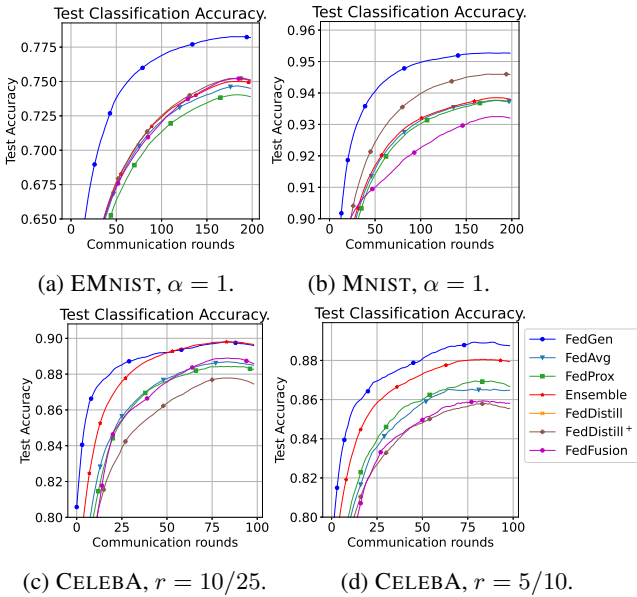 Test Classification Accuracy.
Test Accuracy
0.775
0.750
0.725
0.700
0.675
0.650
0 50 100 150 200
Communication rounds
(a) EMNIST, α = 1.
Test Classification Accuracy.
Test Accuracy
0.96
0.95
0.94
0.93
0.92
0.91
0.90
0 50 100 150 200
Communication rounds
(b) MNIST, α = 1.
Test Classification Accuracy.
Test Accuracy
0.90
0.88
0.86
0.84
0.82
0.80
0 25 50 75 100
Communication rounds
(c) CELEBA, r = 10/25.
Test Classification Accuracy.
Test Accuracy
0.88
0.86
0.84
0.82
0.80
0 25 50 75 100
Communication rounds
(d) CELEBA, r = 5/10.
FedGen
FedAvg
FedProx
Ensemble
FedDistill
FedDistill⁺
FedFusion